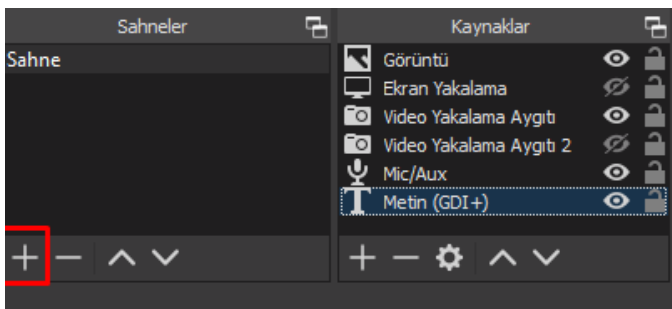 Sahneler
Sahne
Kaynaklar
Görüntü
Ekran Yakalama
Video Yakalama Aygıtı
Video Yakalama Aygıtı 2
Mic/Aux
Metin (GDI+)